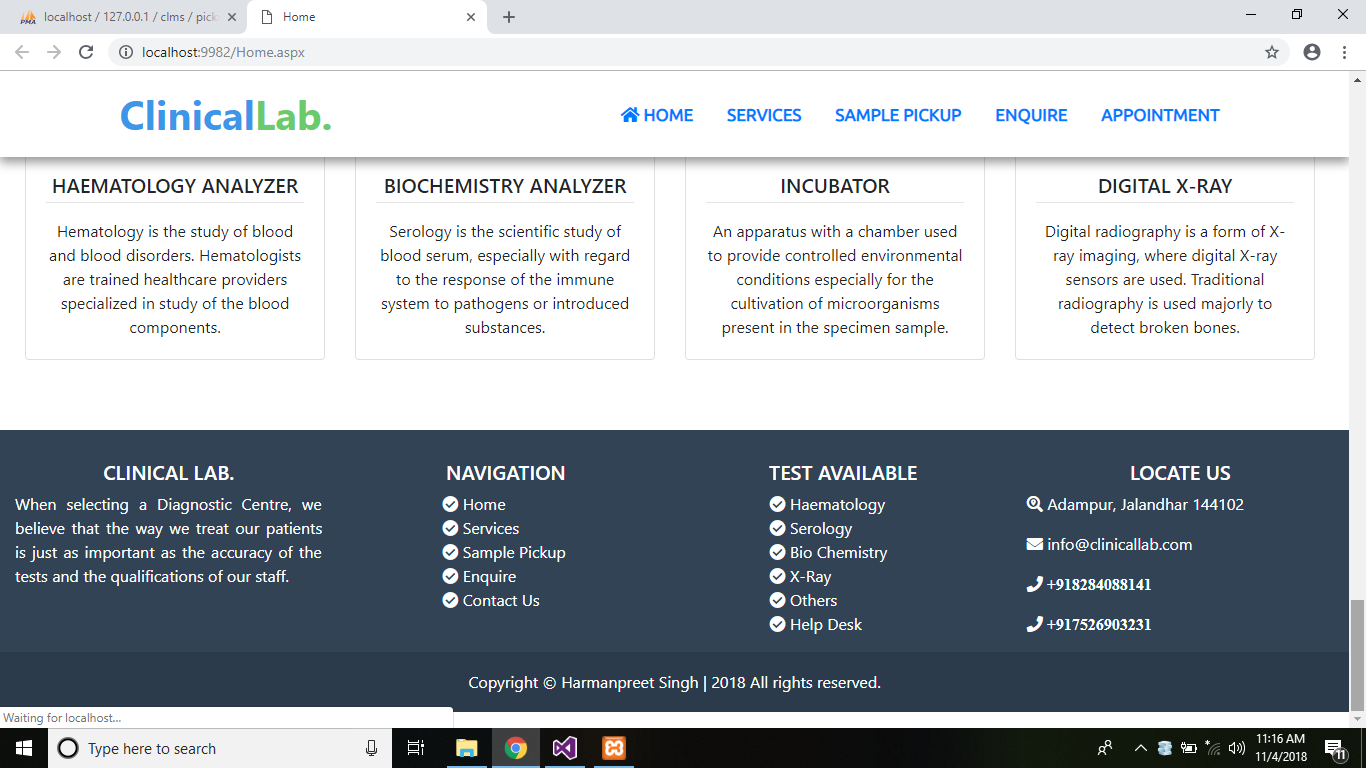 localhost / 127.0.0.1 / clms / pick
Home
localhost:9982/Home.aspx
ClinicalLab.
HOME SERVICES SAMPLE PICKUP ENQUIRE APPOINTMENT
HAEMATOLOGY ANALYZER
Hematology is the study of blood
and blood disorders. Hematologists
are trained healthcare providers
specialized in study of the blood
components.
BIOCHEMISTRY ANALYZER
Serology is the scientific study of
blood serum, especially with regard
to the response of the immune
system to pathogens or introduced
substances.
INCUBATOR
An apparatus with a chamber used
to provide controlled environmental
conditions especially for the
cultivation of microorganisms
present in the specimen sample.
DIGITAL X-RAY
Digital radiography is a form of X-
ray imaging, where digital X-ray
sensors are used. Traditional
radiography is used majorly to
detect broken bones.
CLINICAL LAB.
When selecting a Diagnostic Centre, we
believe that the way we treat our patients
is just as important as the accuracy of the
tests and the qualifications of our staff.
NAVIGATION
Home
Services
Sample Pickup
Enquire
Contact Us
TEST AVAILABLE
Haematology
Serology
Bio Chemistry
X-Ray
Others
Help Desk
LOCATE US
Adampur, Jalandhar 144102
info@clinicallab.com
+918284088141
+917526903231
Copyright © Harmanpreet Singh | 2018 All rights reserved.
Waiting for localhost...
Type here to search
11:16 AM
11/4/2018
11